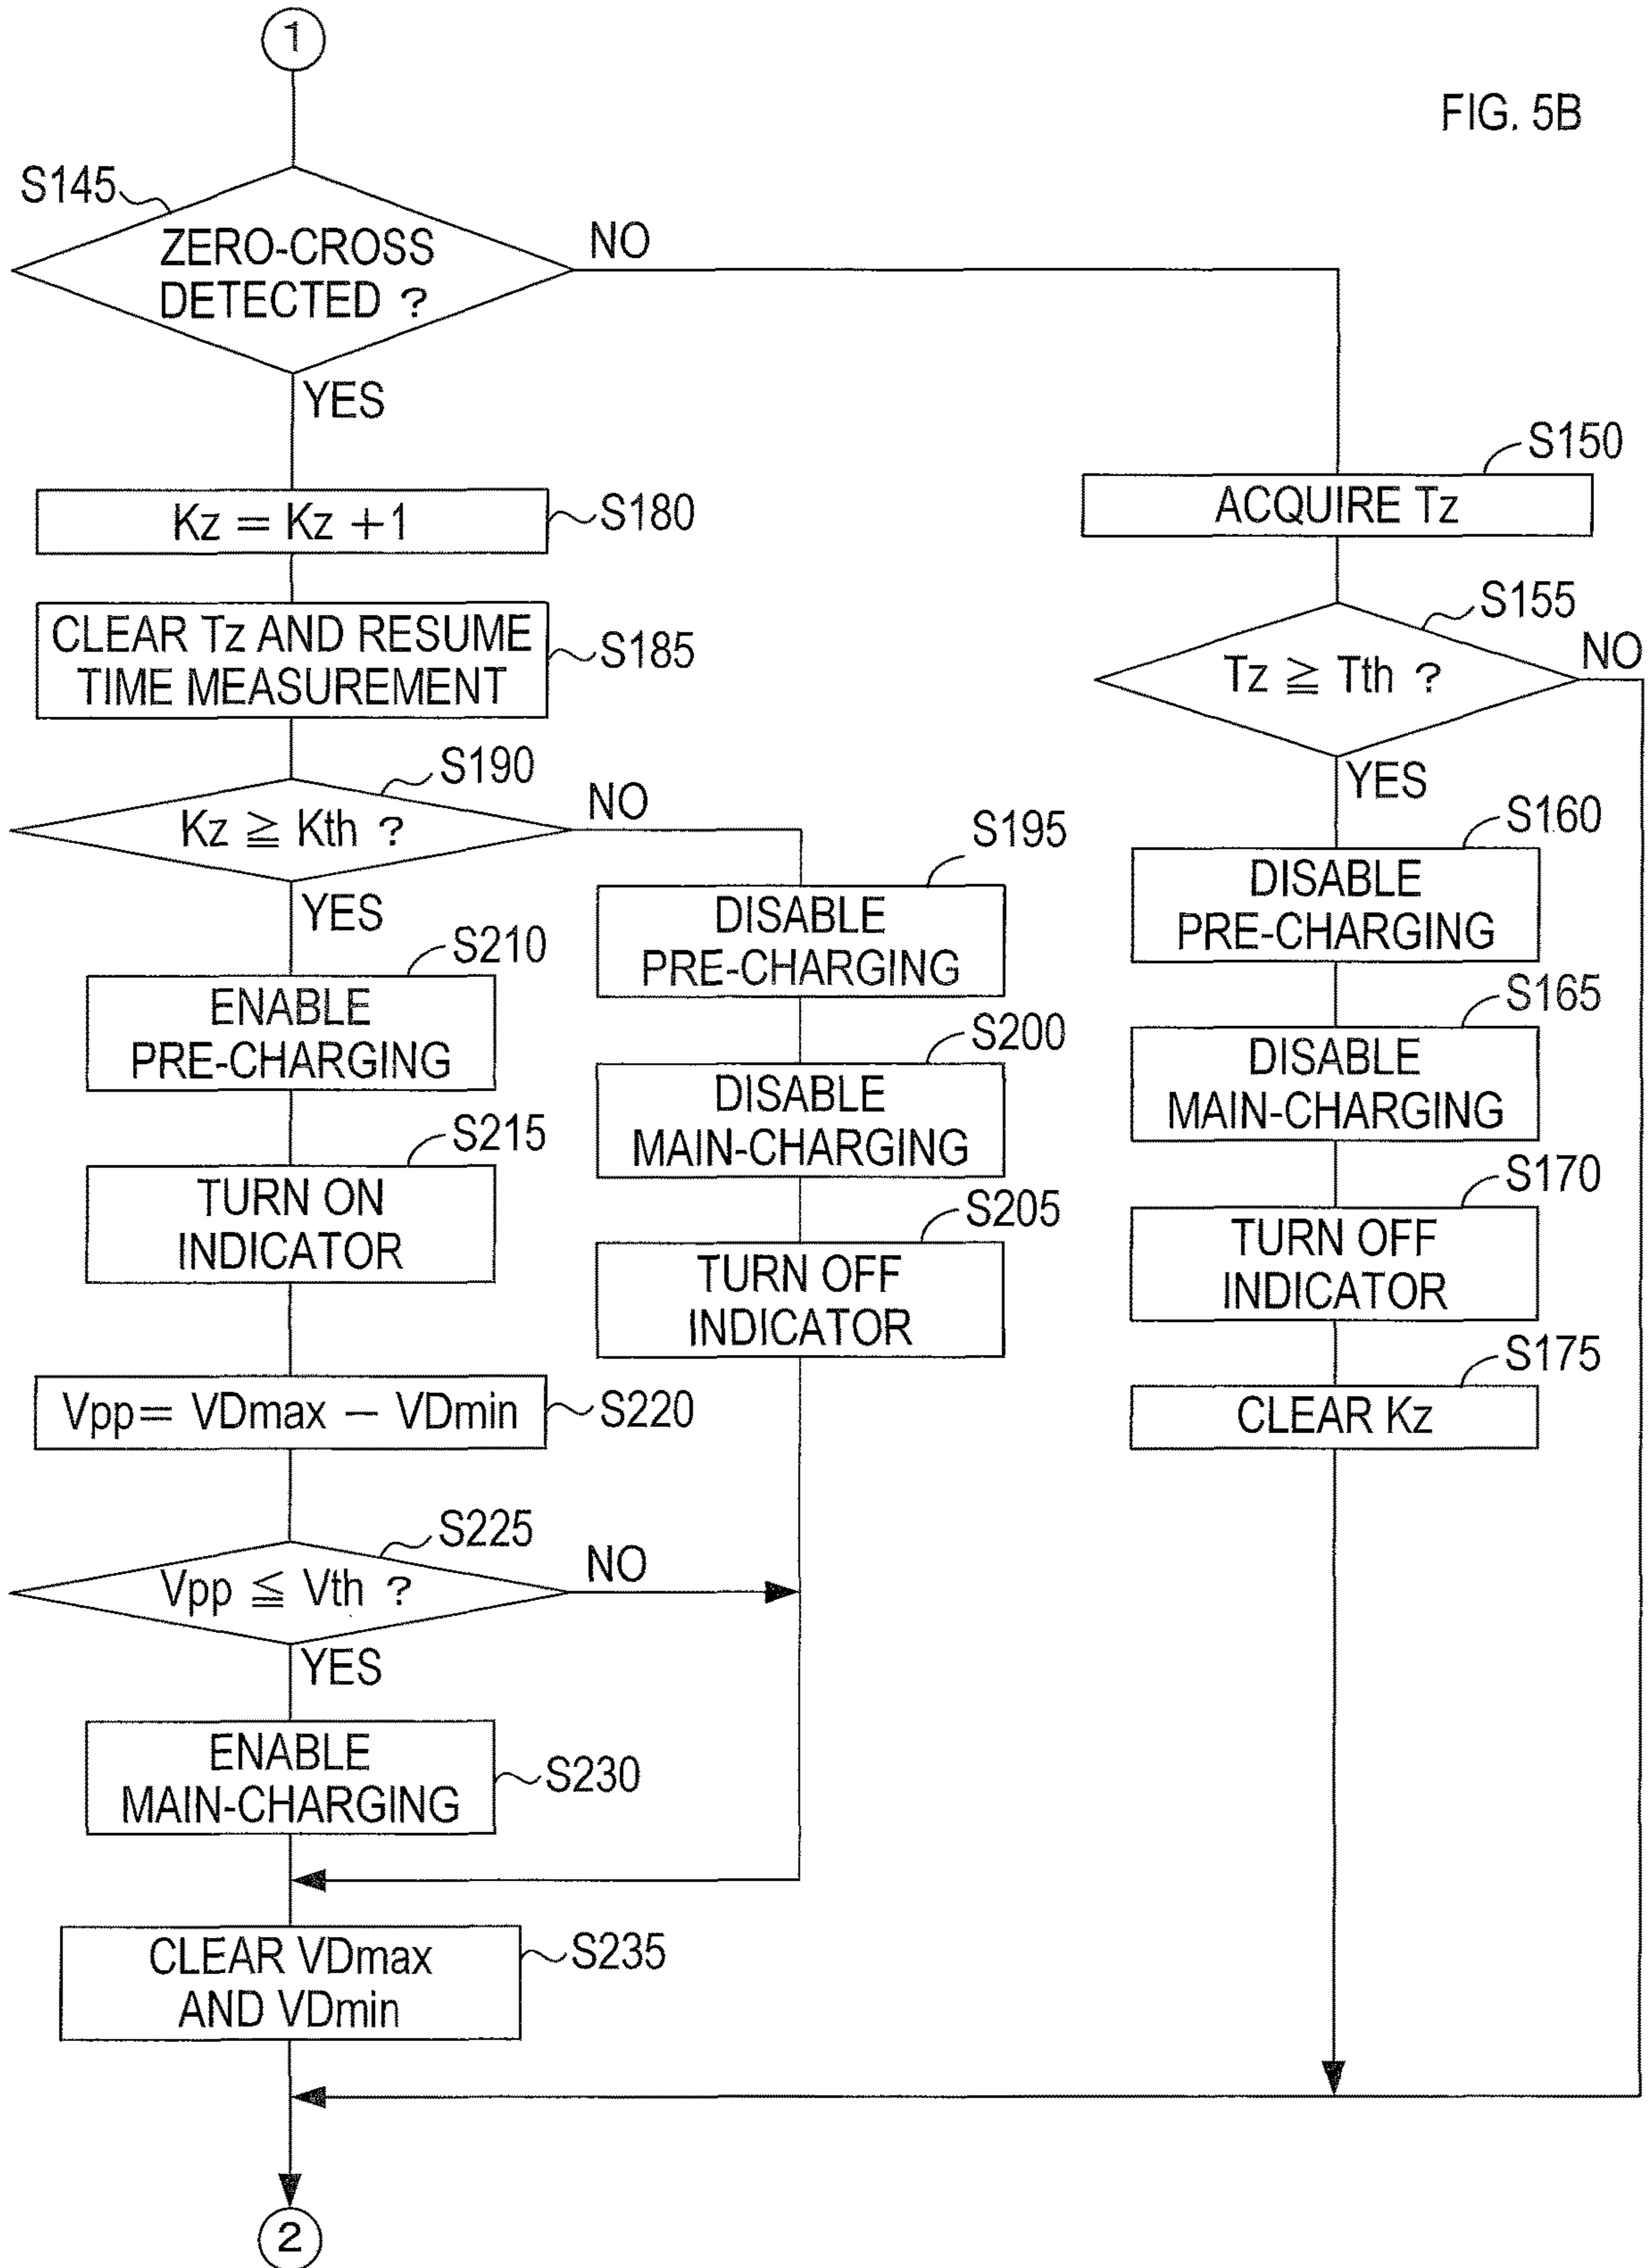 1
FIG. 5B
S145
ZERO-CROSS
DETECTED ?
NO
YES
S150
ACQUIRE Tz
S180
Kz = Kz +1
S155
Tz ≧ Tth ?
NO
YES
S185
CLEAR Tz AND RESUME
TIME MEASUREMENT
S190
Kz ≧ Kth ?
NO
YES
S195
DISABLE
PRE-CHARGING
S160
DISABLE
PRE-CHARGING
S210
ENABLE
PRE-CHARGING
S200
DISABLE
MAIN-CHARGING
S165
DISABLE
MAIN-CHARGING
S215
TURN ON
INDICATOR
S205
TURN OFF
INDICATOR
S170
TURN OFF
INDICATOR
S220
Vpp= VDmax − VDmin
S175
CLEAR Kz
S225
Vpp ≦ Vth ?
NO
YES
S230
ENABLE
MAIN-CHARGING
S235
CLEAR VDmax
AND VDmin
2